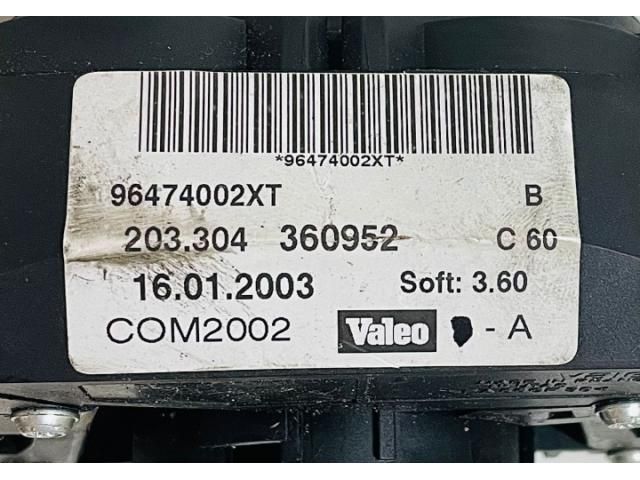 *96474002XT*
96474002XT B
203.304 360952 C 60
16.01.2003 Soft: 3.60
COM2002 Valeo - A